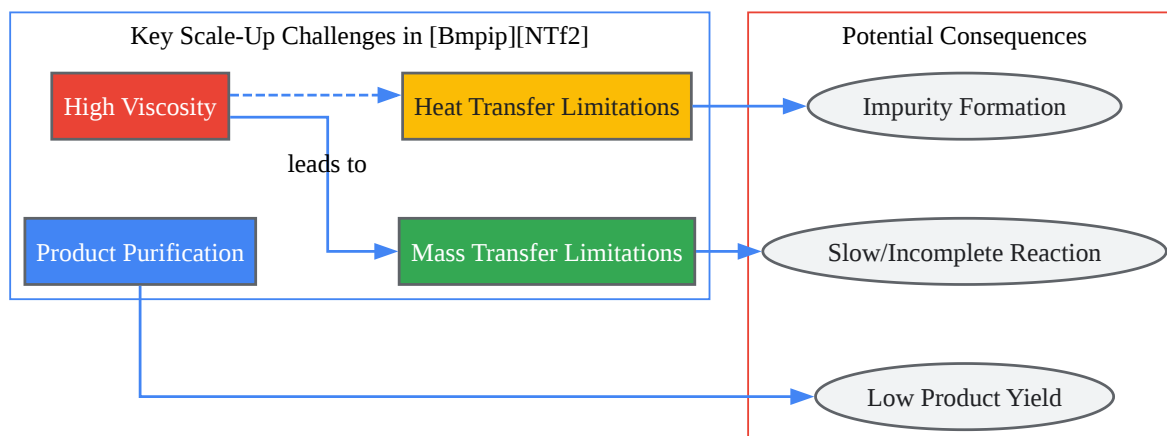 Key Scale-Up Challenges in [Bmpip][NTf2]
Potential Consequences
High Viscosity
Heat Transfer Limitations
Impurity Formation
leads to
Product Purification
Mass Transfer Limitations
Slow/Incomplete Reaction
Low Product Yield